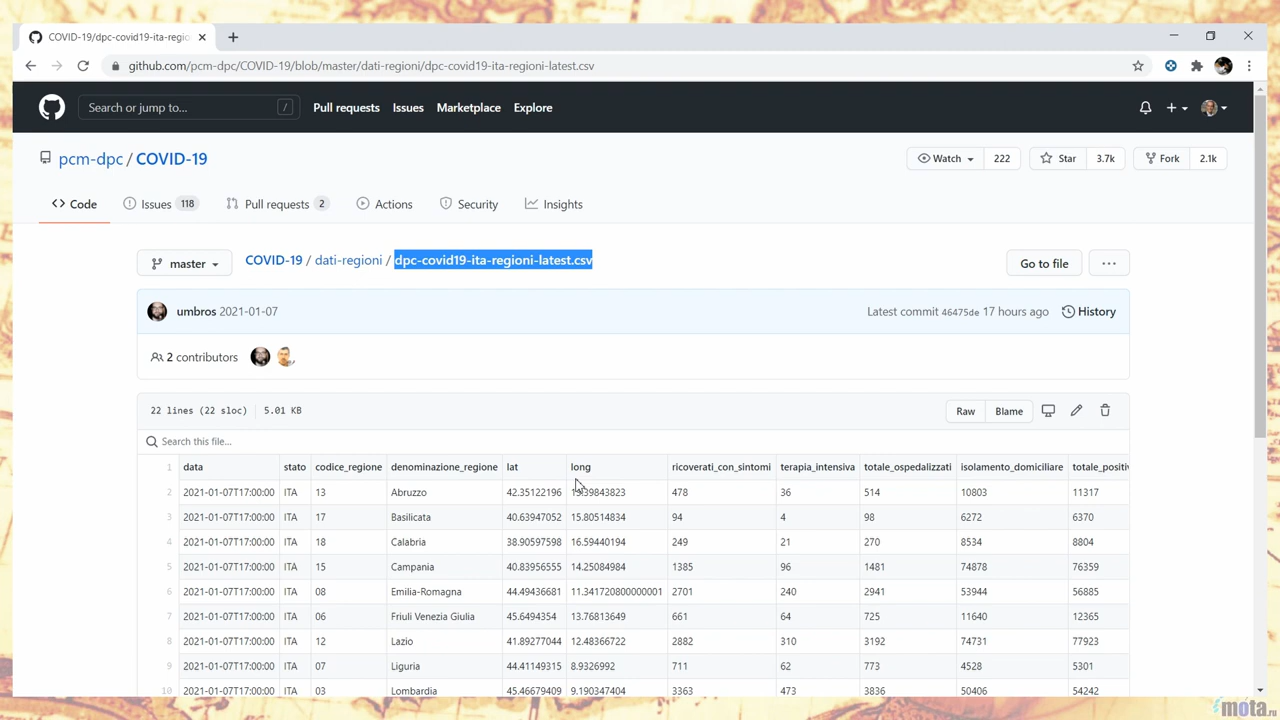 COVID-19/dpc-covid19-ita-regio
github.com/pcm-dpc/COVID-19/blob/master/dati-regioni/dpc-covid19-ita-regioni-latest.csv
Search or jump to... / Pull requests Issues Marketplace Explore
pcm-dpc / COVID-19 Watch 222 Star 3.7k Fork 2.1k
Code Issues 118 Pull requests 2 Actions Security Insights
master COVID-19 / dati-regioni / dpc-covid19-ita-regioni-latest.csv Go to file ...
umbros 2021-01-07 Latest commit 46475de 17 hours ago History
2 contributors
22 lines (22 sloc) 5.01 KB Raw Blame
Search this file...
1 data stato codice_regione denominazione_regione lat long ricoverati_con_sintomi terapia_intensiva totale_ospedalizzati isolamento_domiciliare totale_positiv
2 2021-01-07T17:00:00 ITA 13 Abruzzo 42.35122196 13.39843823 478 36 514 10803 11317
3 2021-01-07T17:00:00 ITA 17 Basilicata 40.63947052 15.80514834 94 4 98 6272 6370
4 2021-01-07T17:00:00 ITA 18 Calabria 38.90597598 16.59440194 249 21 270 8534 8804
5 2021-01-07T17:00:00 ITA 15 Campania 40.83956555 14.25084984 1385 96 1481 74878 76359
6 2021-01-07T17:00:00 ITA 08 Emilia-Romagna 44.49436681 11.341720800000001 2701 240 2941 53944 56885
7 2021-01-07T17:00:00 ITA 06 Friuli Venezia Giulia 45.6494354 13.76813649 661 64 725 11640 12365
8 2021-01-07T17:00:00 ITA 12 Lazio 41.89277044 12.48366722 2882 310 3192 74731 77923
9 2021-01-07T17:00:00 ITA 07 Liguria 44.41149315 8.9326992 711 62 773 4528 5301
10 2021-01-07T17:00:00 ITA 03 Lombardia 45.46679409 9.190347404 3363 473 3836 50406 54242
mota.ru